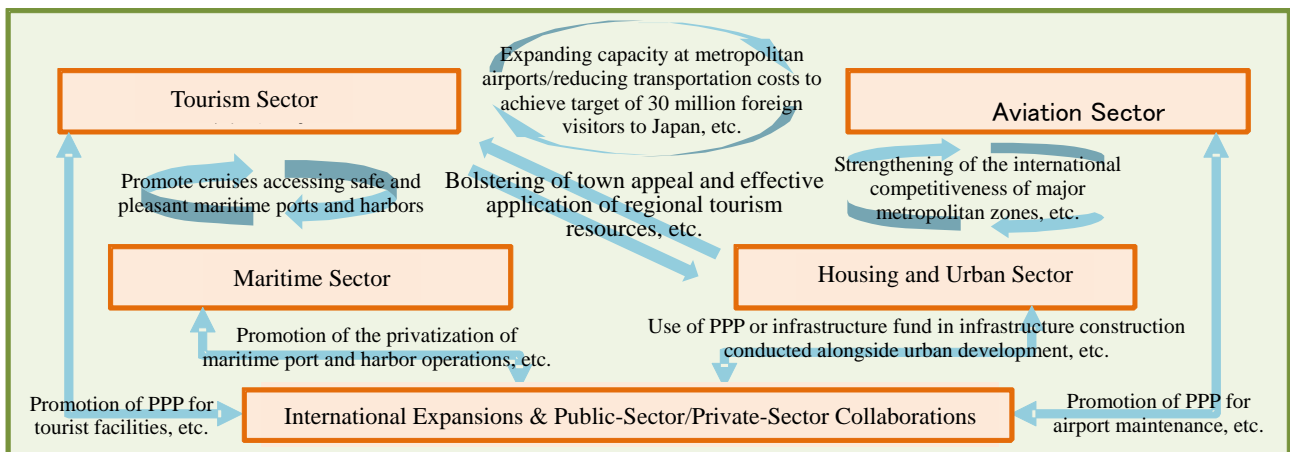 Expanding capacity at metropolitan
airports/reducing transportation costs to
achieve target of 30 million foreign
visitors to Japan, etc.
Tourism Sector
Aviation Sector
Promote cruises accessing safe and
pleasant maritime ports and harbors
Bolstering of town appeal and effective
application of regional tourism
resources, etc.
Strengthening of the international
competitiveness of major
metropolitan zones, etc.
Maritime Sector
Housing and Urban Sector
Promotion of the privatization of
maritime port and harbor operations, etc.
Use of PPP or infrastructure fund in infrastructure construction
conducted alongside urban development, etc.
Promotion of PPP for
tourist facilities, etc.
International Expansions & Public-Sector/Private-Sector Collaborations
Promotion of PPP for
airport maintenance, etc.